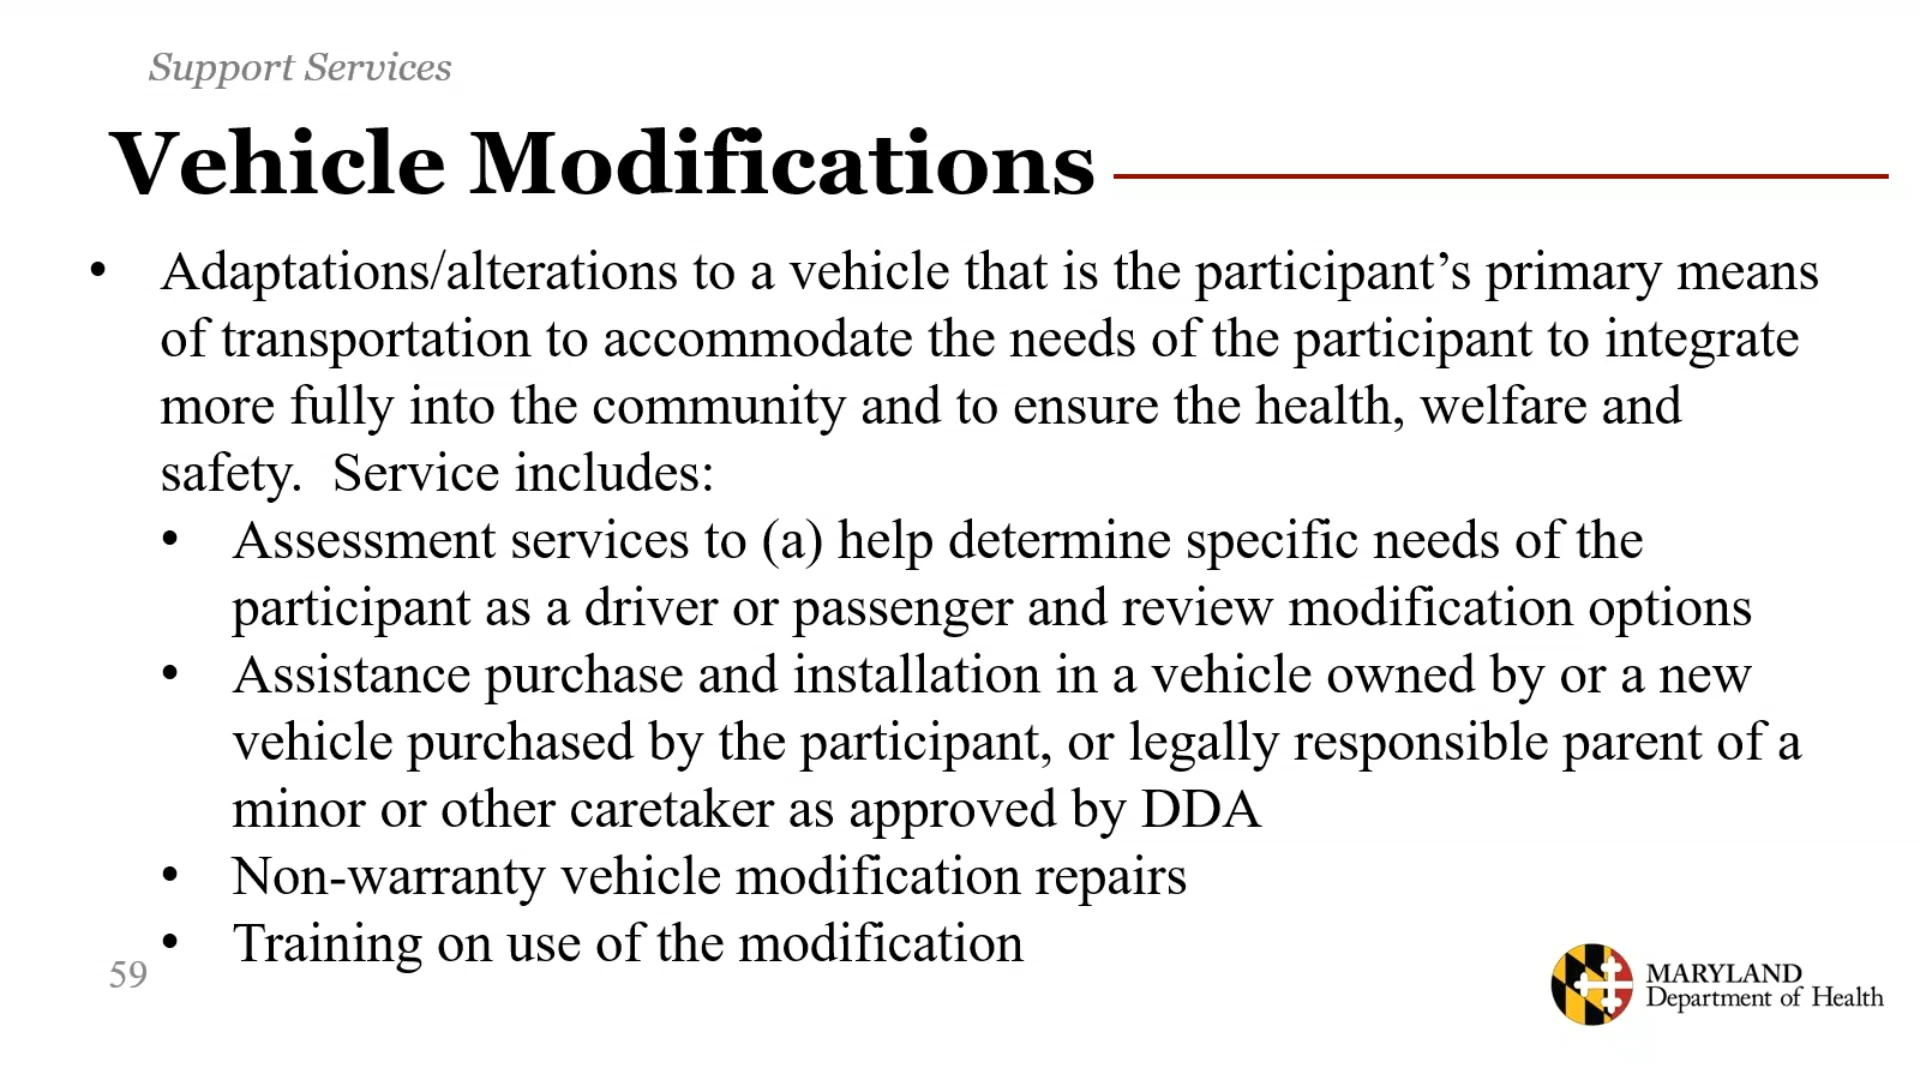 Support Services
Vehicle Modifications
• Adaptations/alterations to a vehicle that is the participant’s primary means
of transportation to accommodate the needs of the participant to integrate
more fully into the community and to ensure the health, welfare and
safety.  Service includes:
• Assessment services to (a) help determine specific needs of the
participant as a driver or passenger and review modification options
• Assistance purchase and installation in a vehicle owned by or a new
vehicle purchased by the participant, or legally responsible parent of a
minor or other caretaker as approved by DDA
• Non-warranty vehicle modification repairs
• Training on use of the modification
59
MARYLAND
Department of Health